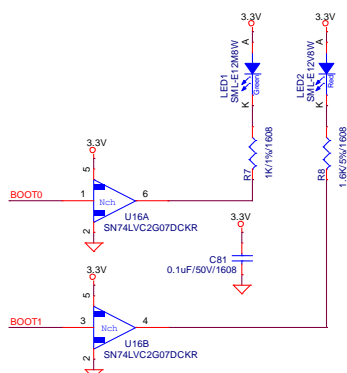 3.3V
3.3V
A
A
LED1
SML-E12M8W
Green
LED2
SML-E12V8W
Red
K
K
R7
1K/1%/1608
R8
1.6K/5%/1608
3.3V
5
BOOT0
1
Nch
6
2
U16A
SN74LVC2G07DCKR
3.3V
C81
0.1uF/50V/1608
3.3V
5
BOOT1
3
Nch
4
2
U16B
SN74LVC2G07DCKR